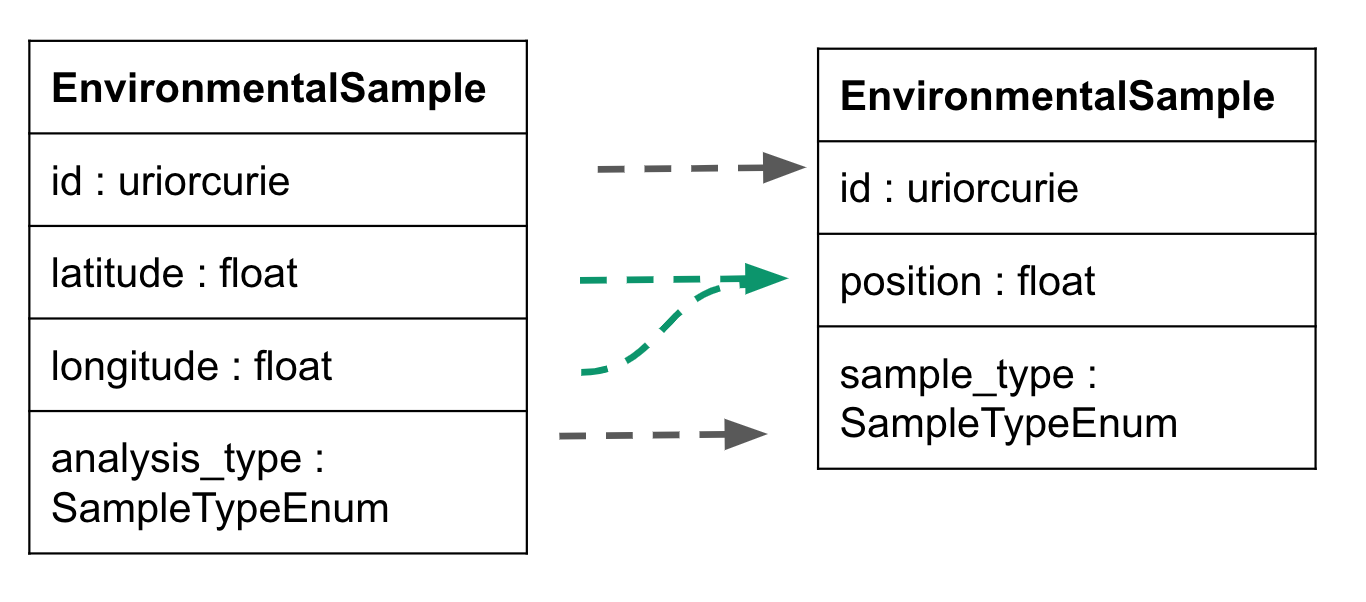 EnvironmentalSample
id : uriorcurie
latitude : float
longitude : float
analysis_type :
SampleTypeEnum
EnvironmentalSample
id : uriorcurie
position : float
sample_type :
SampleTypeEnum